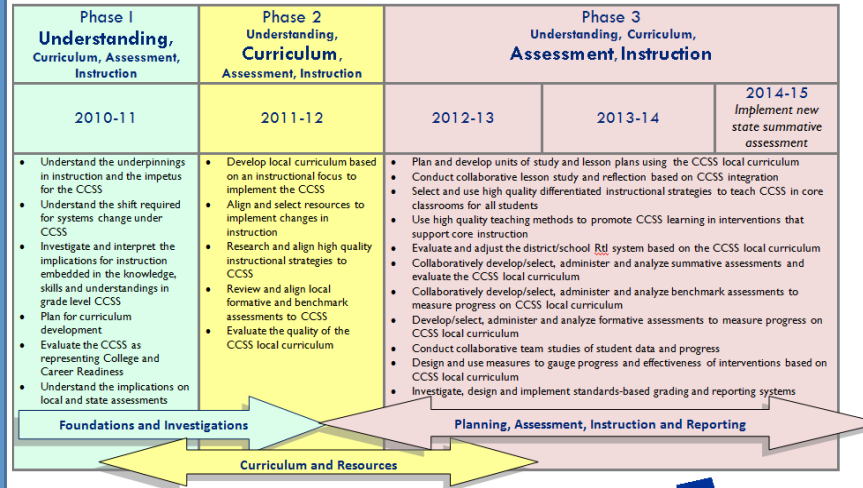 Phase I
Understanding,
Curriculum, Assessment,
Instruction
Phase 2
Understanding,
Curriculum,
Assessment, Instruction
Phase 3
Understanding, Curriculum,
Assessment, Instruction
2010-11
2011-12
2012-13
2013-14
2014-15
Implement new
state summative
assessment
• Understand the underpinnings
in instruction and the impetus
for the CCSS
• Understand the shift required
for systems change under
CCSS
• Investigate and interpret the
implications for instruction
embedded in the knowledge,
skills and understandings in
grade level CCSS
• Plan for curriculum
development
• Evaluate the CCSS as
representing College and
Career Readiness
• Understand the implications on
local and state assessments
• Develop local curriculum based
on an instructional focus to
implement the CCSS
• Align and select resources to
implement changes in
instruction
• Research and align high quality
instructional strategies to
CCSS
• Review and align local
formative and benchmark
assessments to CCSS
• Evaluate the quality of the
CCSS local curriculum
• Plan and develop units of study and lesson plans using the CCSS local curriculum
• Conduct collaborative lesson study and reflection based on CCSS integration
• Select and use high quality differentiated instructional strategies to teach CCSS in core
classrooms for all students
• Use high quality teaching methods to promote CCSS learning in interventions that
support core instruction
• Evaluate and adjust the district/school RtI system based on the CCSS local curriculum
• Collaboratively develop/select, administer and analyze summative assessments and
evaluate the CCSS local curriculum
• Collaboratively develop/select, administer and analyze benchmark assessments to
measure progress on CCSS local curriculum
• Develop/select, administer and analyze formative assessments to measure progress on
CCSS local curriculum
• Conduct collaborative team studies of student data and progress
• Design and use measures to gauge progress and effectiveness of interventions based on
CCSS local curriculum
• Investigate, design and implement standards-based grading and reporting systems
Foundations and Investigations
Planning, Assessment, Instruction and Reporting
Curriculum and Resources